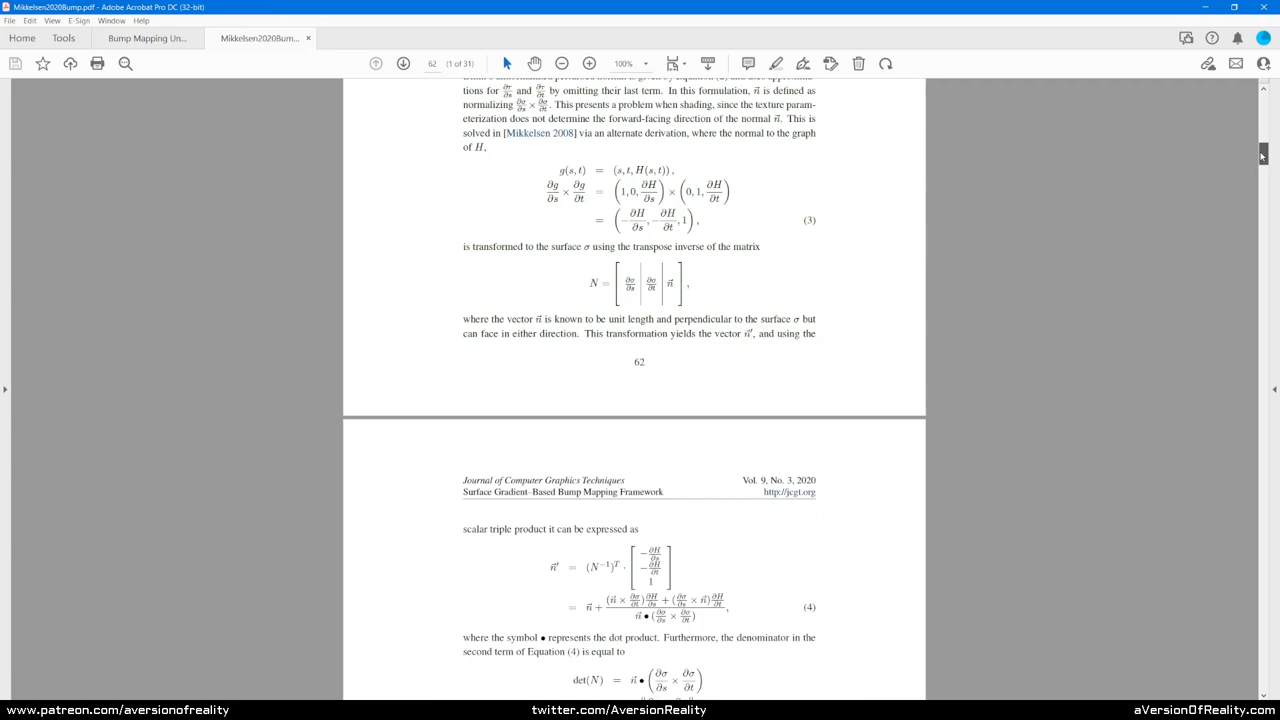 Mikkelsen2020Bump.pdf - Adobe Acrobat Pro DC (32-bit)
File Edit View E-Sign Window Help
Home Tools Bump Mapping Un... Mikkelsen2020Bum... ×
62 (1 of 31) 100%
tions for ∂τ/∂s and ∂τ/∂t by omitting their last term. In this formulation, n⃗ is defined as
normalizing ∂σ/∂s × ∂σ/∂t. This presents a problem when shading, since the texture param-
eterization does not determine the forward-facing direction of the normal n⃗. This is
solved in [Mikkelsen 2008] via an alternate derivation, where the normal to the graph
of H,
g(s,t) = (s,t,H(s,t)),
∂g/∂s × ∂g/∂t = (1,0,∂H/∂s) × (0,1,∂H/∂t)
= (−∂H/∂s, −∂H/∂t, 1), (3)
is transformed to the surface σ using the transpose inverse of the matrix
N = [ ∂σ/∂s | ∂σ/∂t | n⃗ ],
where the vector n⃗ is known to be unit length and perpendicular to the surface σ but
can face in either direction. This transformation yields the vector n⃗′, and using the
62
Journal of Computer Graphics Techniques Vol. 9, No. 3, 2020
Surface Gradient–Based Bump Mapping Framework http://jcgt.org
scalar triple product it can be expressed as
n⃗′ = (N⁻¹)ᵀ · [ −∂H/∂s −∂H/∂t 1 ]
= n⃗ + ((n⃗ × ∂σ/∂t)∂H/∂s + (∂σ/∂s × n⃗)∂H/∂t) / (n⃗ • (∂σ/∂s × ∂σ/∂t)), (4)
where the symbol • represents the dot product. Furthermore, the denominator in the
second term of Equation (4) is equal to
det(N) = n⃗ • (∂σ/∂s × ∂σ/∂t)
www.patreon.com/aversionofreality twitter.com/AversionReality aVersionOfReality.com